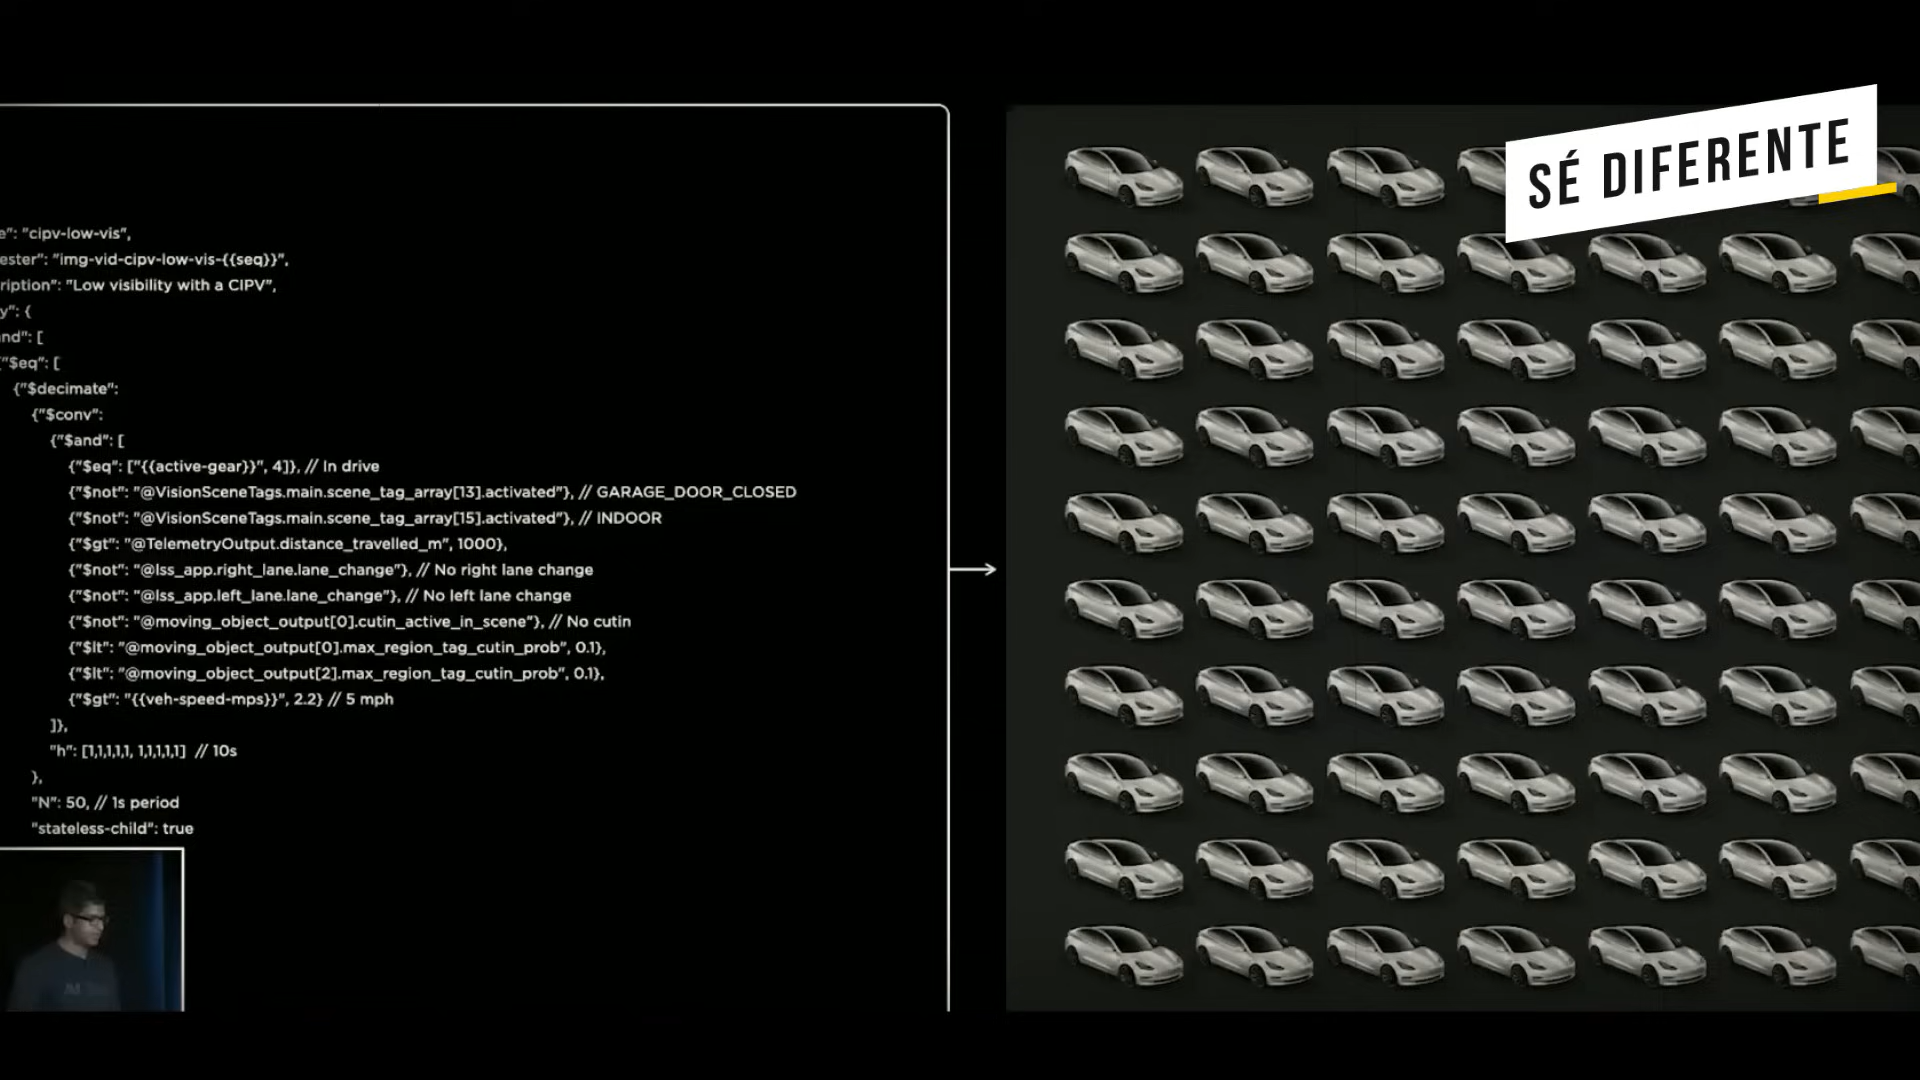 SÉ DIFERENTE
e": "cipv-low-vis",
ester": "img-vid-cipv-low-vis-{{seq}}",
ription": "Low visibility with a CIPV",
y": {
nd": [
{"$eq": [
{"$decimate":
{"$conv":
{"$and": [
{"$eq": ["{{active-gear}}", 4]}, // In drive
{"$not": "@VisionSceneTags.main.scene_tag_array[13].activated"}, // GARAGE_DOOR_CLOSED
{"$not": "@VisionSceneTags.main.scene_tag_array[15].activated"}, // INDOOR
{"$gt": "@TelemetryOutput.distance_travelled_m", 1000},
{"$not": "@lss_app.right_lane.lane_change"}, // No right lane change
{"$not": "@lss_app.left_lane.lane_change"}, // No left lane change
{"$not": "@moving_object_output[0].cutin_active_in_scene"}, // No cutin
{"$lt": "@moving_object_output[0].max_region_tag_cutin_prob", 0.1},
{"$lt": "@moving_object_output[2].max_region_tag_cutin_prob", 0.1},
{"$gt": "{{veh-speed-mps}}", 2.2} // 5 mph
]},
"h": [1,1,1,1,1, 1,1,1,1,1] // 10s
},
"N": 50, // 1s period
"stateless-child": true